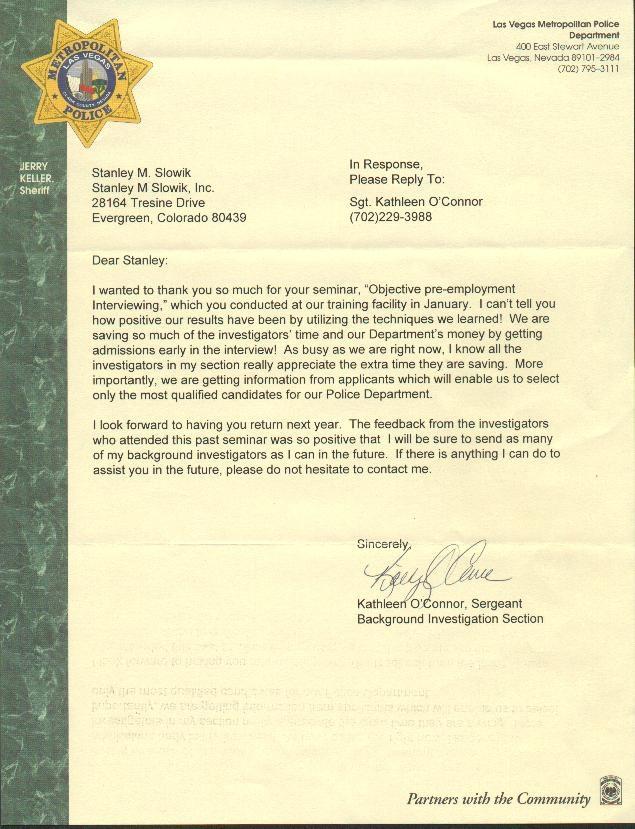 Las Vegas Metropolitan Police
Department
400 East Stewart Avenue
Las Vegas, Nevada 89101-2984
(702) 795-3111
METROPOLITAN
LAS VEGAS
POLICE
JERRY
KELLER,
Sheriff
Stanley M. Slowik
Stanley M Slowik, Inc.
28164 Tresine Drive
Evergreen, Colorado 80439
In Response,
Please Reply To:
Sgt. Kathleen O'Connor
(702)229-3988
Dear Stanley:
I wanted to thank you so much for your seminar, "Objective pre-employment
Interviewing," which you conducted at our training facility in January. I can't tell you
how positive our results have been by utilizing the techniques we learned! We are
saving so much of the investigators' time and our Department's money by getting
admissions early in the interview! As busy as we are right now, I know all the
investigators in my section really appreciate the extra time they are saving. More
importantly, we are getting information from applicants which will enable us to select
only the most qualified candidates for our Police Department.
I look forward to having you return next year. The feedback from the investigators
who attended this past seminar was so positive that I will be sure to send as many
of my background investigators as I can in the future. If there is anything I can do to
assist you in the future, please do not hesitate to contact me.
Sincerely,
Kathleen O'Connor, Sergeant
Background Investigation Section
Partners with the Community